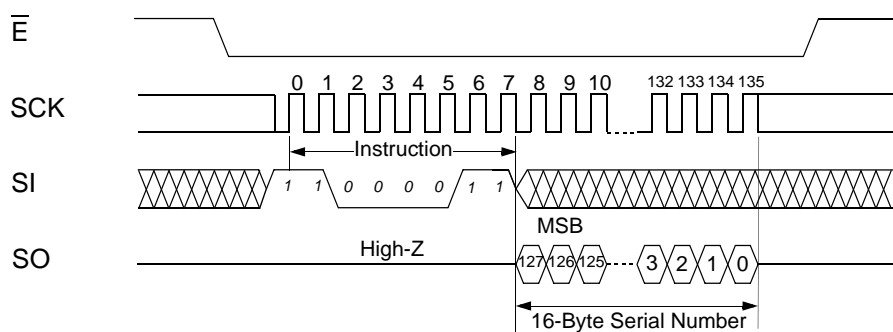 E
0 1 2 3 4 5 6 7 8 9 10 132 133 134 135
SCK
Instruction
SI
1 1 0 0 0 0 1 1
MSB
High-Z
SO
127 126 125 3 2 1 0
16-Byte Serial Number